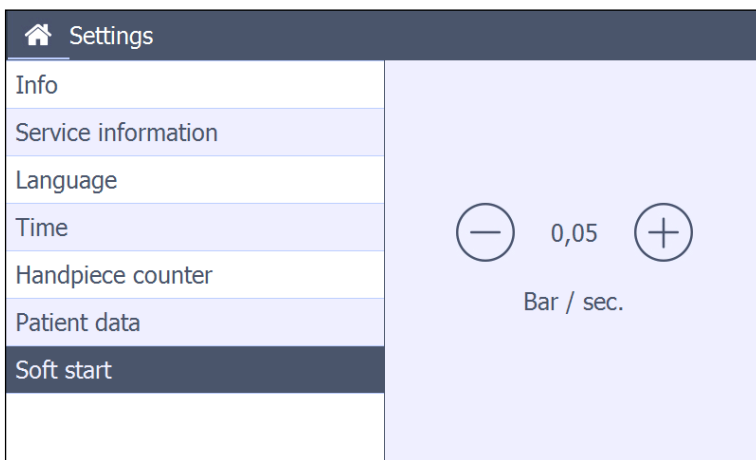 Settings
Info
Service information
Language
Time
Handpiece counter
Patient data
Soft start
0,05
Bar / sec.